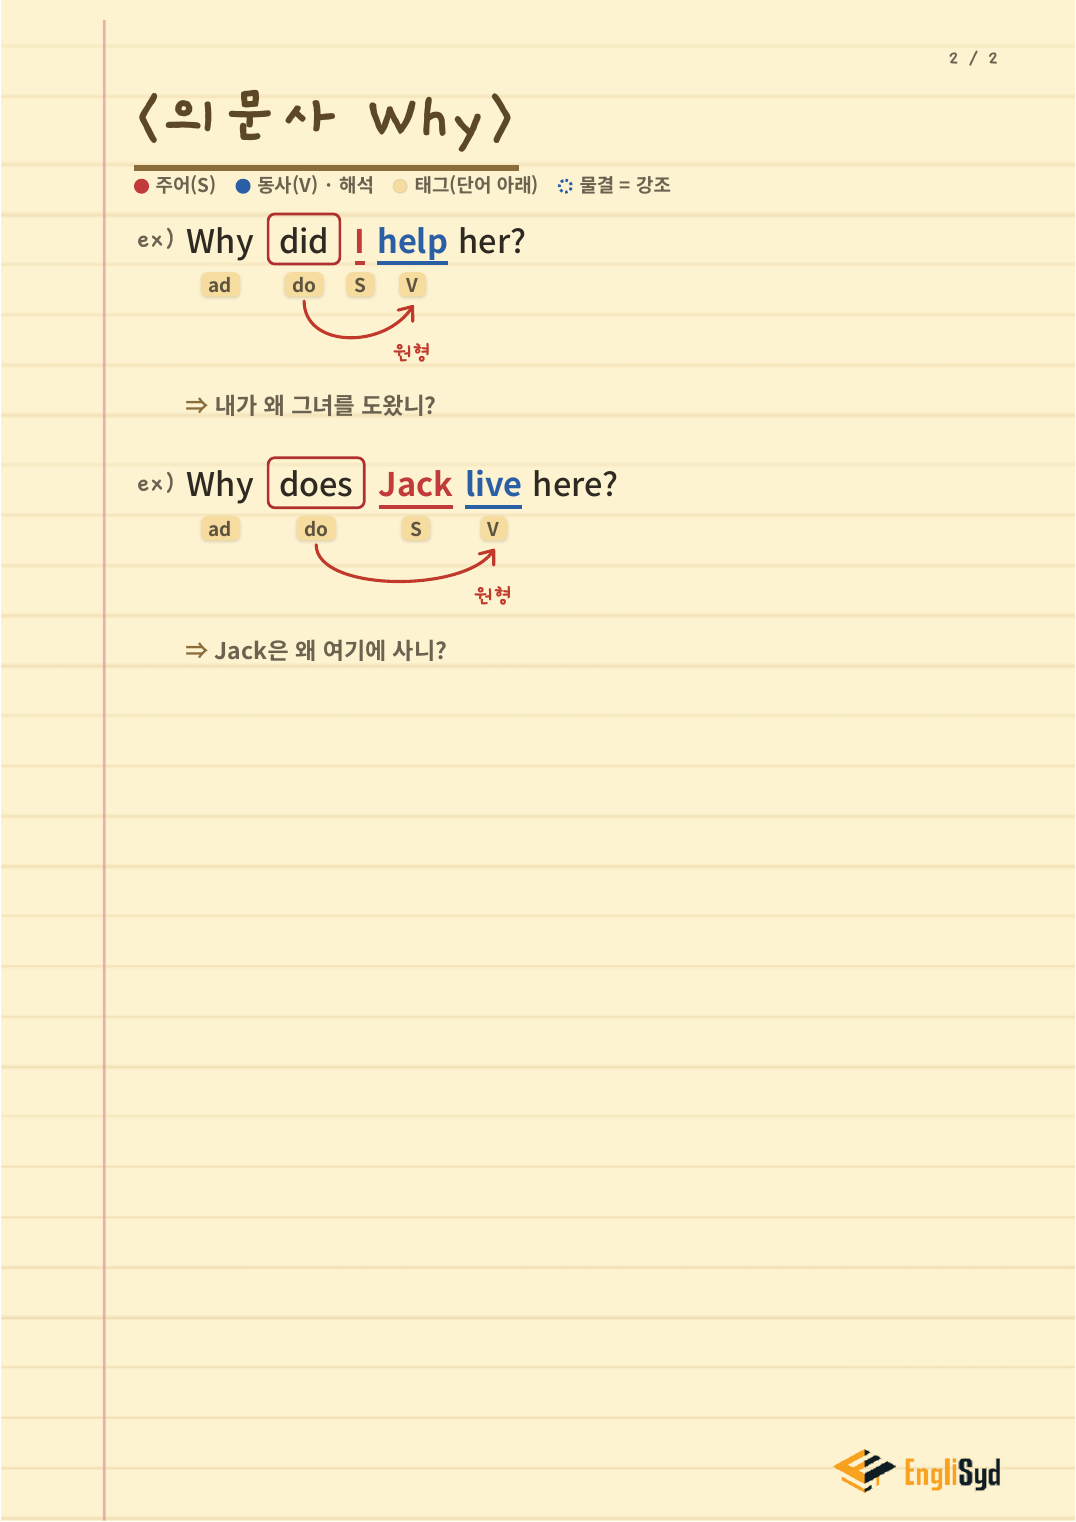 2 / 2
<의문사 Why>
주어(S) 동사(V) · 해석 태그(단어 아래) 물결 = 강조
ex) Why did I help her?
ad do S V
원형
⇒ 내가 왜 그녀를 도왔니?
ex) Why does Jack live here?
ad do S V
원형
⇒ Jack은 왜 여기에 사니?
EngliSyd